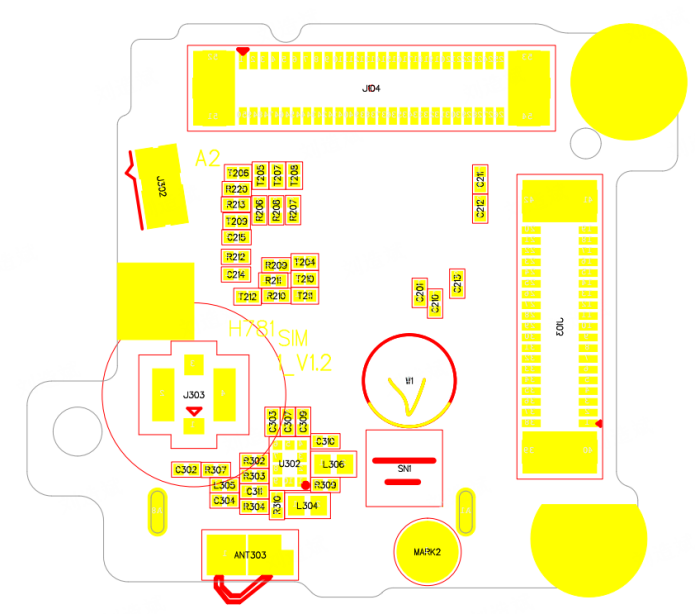 J104
A2
J302
T206
T205
T207
T208
R220
R213
T209
C215
R206
R208
R207
C211
C212
R212
C214
R209
T204
R211
T210
T212
R210
T211
C213
C201
C210
J103
H781
SIM
_V1.2
J303
C303
C307
C309
C310
U302
L306
SN1
R302
C302
R307
R303
L305
C311
R309
C304
R304
R310
L304
ANT303
MARK2